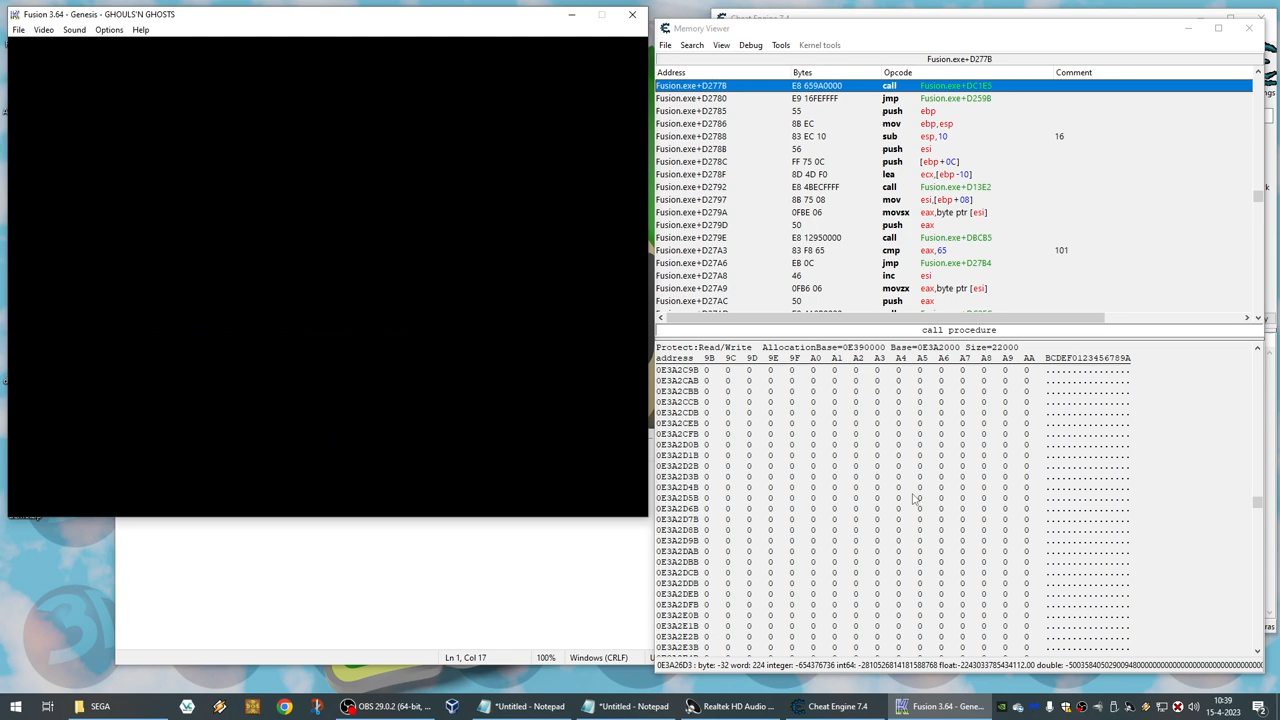 Fusion 3.64 - Genesis - GHOULS'N GHOSTS
File Video Sound Options Help
Cheat Engine 7.4
Memory Viewer
File Search View Debug Tools Kernel tools
Fusion.exe+D277B
Address Bytes Opcode Comment
Fusion.exe+D277B E8 659A0000 call Fusion.exe+DC1E5
Fusion.exe+D2780 E9 16FEFFFF jmp Fusion.exe+D259B
Fusion.exe+D2785 55 push ebp
Fusion.exe+D2786 8B EC mov ebp,esp
Fusion.exe+D2788 83 EC 10 sub esp,10 16
Fusion.exe+D278B 56 push esi
Fusion.exe+D278C FF 75 0C push [ebp+0C]
Fusion.exe+D278F 8D 4D F0 lea ecx,[ebp-10]
Fusion.exe+D2792 E8 4BECFFFF call Fusion.exe+D13E2
Fusion.exe+D2797 8B 75 08 mov esi,[ebp+08]
Fusion.exe+D279A 0FBE 06 movsx eax,byte ptr [esi]
Fusion.exe+D279D 50 push eax
Fusion.exe+D279E E8 12950000 call Fusion.exe+DBCB5
Fusion.exe+D27A3 83 F8 65 cmp eax,65 101
Fusion.exe+D27A6 EB 0C jmp Fusion.exe+D27B4
Fusion.exe+D27A8 46 inc esi
Fusion.exe+D27A9 0FB6 06 movzx eax,byte ptr [esi]
Fusion.exe+D27AC 50 push eax
call procedure
Protect:Read/Write AllocationBase=0E390000 Base=0E3A2000 Size=22000
address 9B 9C 9D 9E 9F A0 A1 A2 A3 A4 A5 A6 A7 A8 A9 AA BCDEF0123456789A
0E3A2C9B 0 0 0 0 0 0 0 0 0 0 0 0 0 0 0 0 ................
0E3A2CAB 0 0 0 0 0 0 0 0 0 0 0 0 0 0 0 0 ................
0E3A2CBB 0 0 0 0 0 0 0 0 0 0 0 0 0 0 0 0 ................
0E3A2CCB 0 0 0 0 0 0 0 0 0 0 0 0 0 0 0 0 ................
0E3A2CDB 0 0 0 0 0 0 0 0 0 0 0 0 0 0 0 0 ................
0E3A2CEB 0 0 0 0 0 0 0 0 0 0 0 0 0 0 0 0 ................
0E3A2CFB 0 0 0 0 0 0 0 0 0 0 0 0 0 0 0 0 ................
0E3A2D0B 0 0 0 0 0 0 0 0 0 0 0 0 0 0 0 0 ................
0E3A2D1B 0 0 0 0 0 0 0 0 0 0 0 0 0 0 0 0 ................
0E3A2D2B 0 0 0 0 0 0 0 0 0 0 0 0 0 0 0 0 ................
0E3A2D3B 0 0 0 0 0 0 0 0 0 0 0 0 0 0 0 0 ................
0E3A2D4B 0 0 0 0 0 0 0 0 0 0 0 0 0 0 0 0 ................
0E3A2D5B 0 0 0 0 0 0 0 0 0 0 0 0 0 0 0 0 ................
0E3A2D6B 0 0 0 0 0 0 0 0 0 0 0 0 0 0 0 0 ................
0E3A2D7B 0 0 0 0 0 0 0 0 0 0 0 0 0 0 0 0 ................
0E3A2D8B 0 0 0 0 0 0 0 0 0 0 0 0 0 0 0 0 ................
0E3A2D9B 0 0 0 0 0 0 0 0 0 0 0 0 0 0 0 0 ................
0E3A2DAB 0 0 0 0 0 0 0 0 0 0 0 0 0 0 0 0 ................
0E3A2DBB 0 0 0 0 0 0 0 0 0 0 0 0 0 0 0 0 ................
0E3A2DCB 0 0 0 0 0 0 0 0 0 0 0 0 0 0 0 0 ................
0E3A2DDB 0 0 0 0 0 0 0 0 0 0 0 0 0 0 0 0 ................
0E3A2DEB 0 0 0 0 0 0 0 0 0 0 0 0 0 0 0 0 ................
0E3A2DFB 0 0 0 0 0 0 0 0 0 0 0 0 0 0 0 0 ................
0E3A2E0B 0 0 0 0 0 0 0 0 0 0 0 0 0 0 0 0 ................
0E3A2E1B 0 0 0 0 0 0 0 0 0 0 0 0 0 0 0 0 ................
0E3A2E2B 0 0 0 0 0 0 0 0 0 0 0 0 0 0 0 0 ................
0E3A2E3B 0 0 0 0 0 0 0 0 0 0 0 0 0 0 0 0 ................
Ln 1, Col 17 100% Windows (CRLF)
0E3A26D3 : byte: -32 word: 224 integer: -654376736 int64: -2810526814181588768
SEGA
OBS 29.0.2 (64-bit, ...
*Untitled - Notepad
*Untitled - Notepad
Realtek HD Audio ...
Cheat Engine 7.4
Fusion 3.64 - Gene...
10:39
15-4-2023